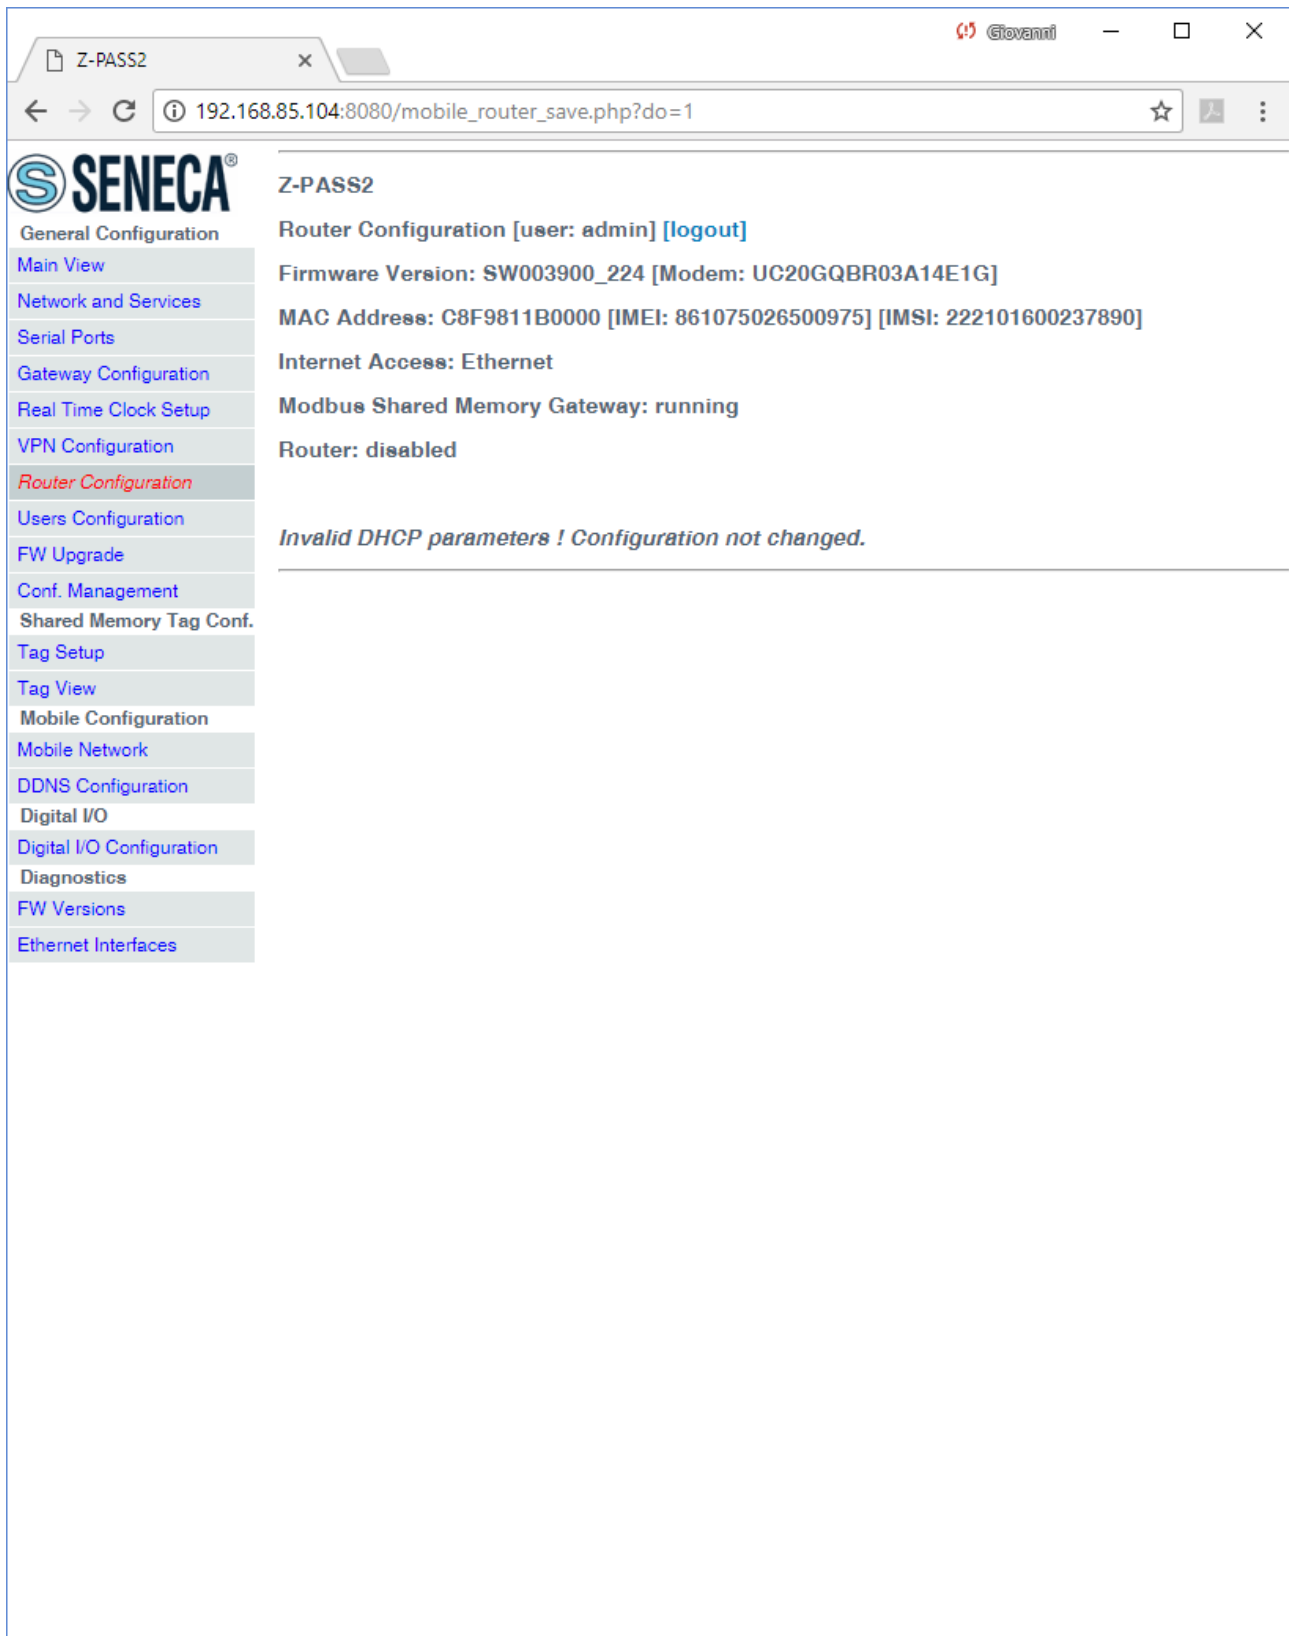 Giovanni
Z-PASS2
192.168.85.104:8080/mobile_router_save.php?do=1
S SENECA®
General Configuration
Main View
Network and Services
Serial Ports
Gateway Configuration
Real Time Clock Setup
VPN Configuration
Router Configuration
Users Configuration
FW Upgrade
Conf. Management
Shared Memory Tag Conf.
Tag Setup
Tag View
Mobile Configuration
Mobile Network
DDNS Configuration
Digital I/O
Digital I/O Configuration
Diagnostics
FW Versions
Ethernet Interfaces
Z-PASS2
Router Configuration [user: admin] [logout]
Firmware Version: SW003900_224 [Modem: UC20GQBR03A14E1G]
MAC Address: C8F9811B0000 [IMEI: 861075026500975] [IMSI: 222101600237890]
Internet Access: Ethernet
Modbus Shared Memory Gateway: running
Router: disabled
Invalid DHCP parameters ! Configuration not changed.